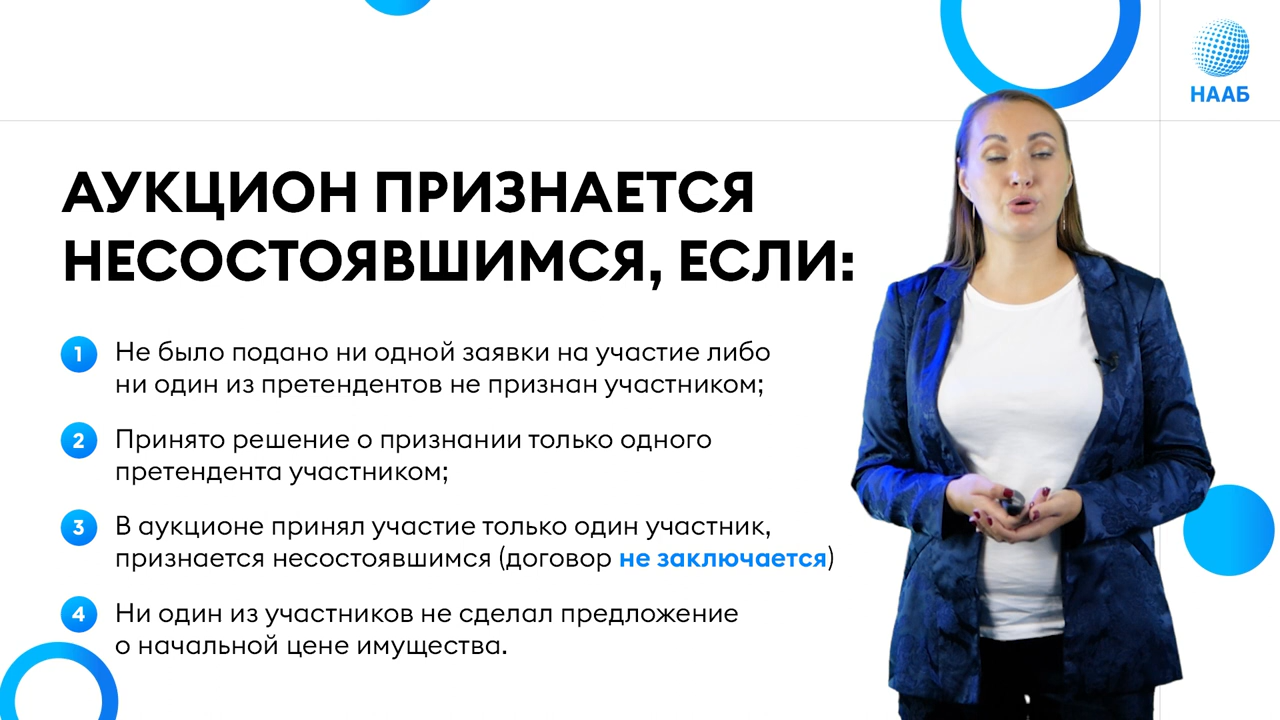 НААБ
АУКЦИОН ПРИЗНАЕТСЯ
НЕСОСТОЯВШИМСЯ, ЕСЛИ:
1 Не было подано ни одной заявки на участие либо
ни один из претендентов не признан участником;
2 Принято решение о признании только одного
претендента участником;
3 В аукционе принял участие только один участник,
признается несостоявшимся (договор не заключается)
4 Ни один из участников не сделал предложение
о начальной цене имущества.